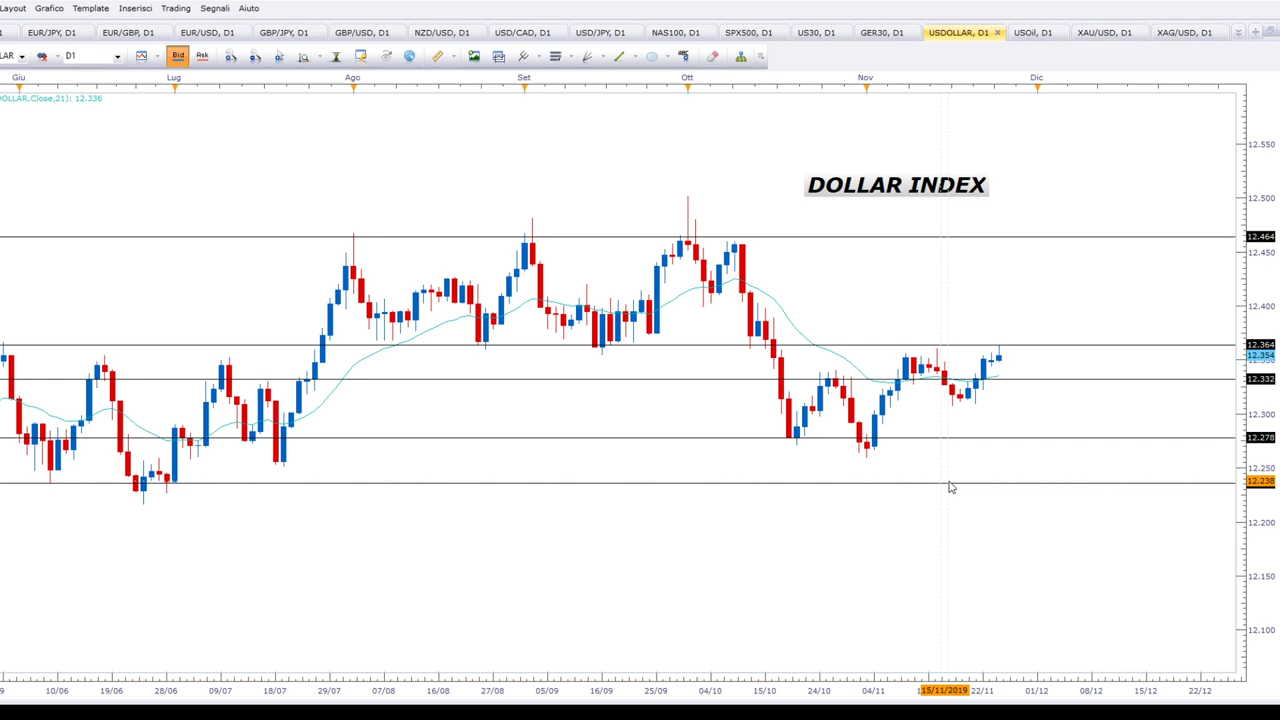 Layout Grafico Template Inserisci Trading Segnali Aiuto
1 EUR/JPY, D1 EUR/GBP, D1 EUR/USD, D1 GBP/JPY, D1 GBP/USD, D1 NZD/USD, D1 USD/CAD, D1 USD/JPY, D1 NAS100, D1 SPX500, D1 US30, D1 GER30, D1 USDOLLAR, D1 USOil, D1 XAU/USD, D1 XAG/USD, D1
LAR D1 Bid Ask ABC
Giu Lug Ago Set Ott Nov Dic
DOLLAR.Close,21): 12.336
DOLLAR INDEX
12.550
12.500
12.464
12.450
12.400
12.364
12.354
12.332
12.300
12.278
12.250
12.238
12.200
12.150
12.100
9 10/06 19/06 28/06 09/07 18/07 29/07 07/08 16/08 27/08 05/09 16/09 25/09 04/10 15/10 24/10 04/11 15/11/2019 22/11 01/12 08/12 15/12 22/12